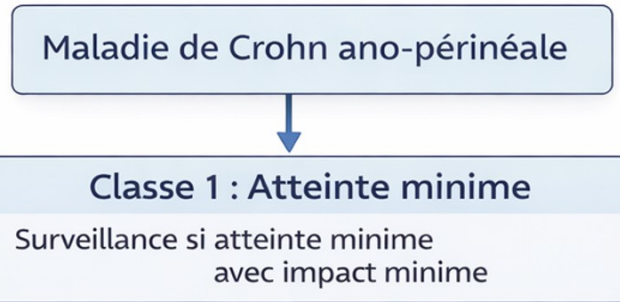 Maladie de Crohn ano-périnéale
Classe 1 : Atteinte minime
Surveillance si atteinte minime
avec impact minime